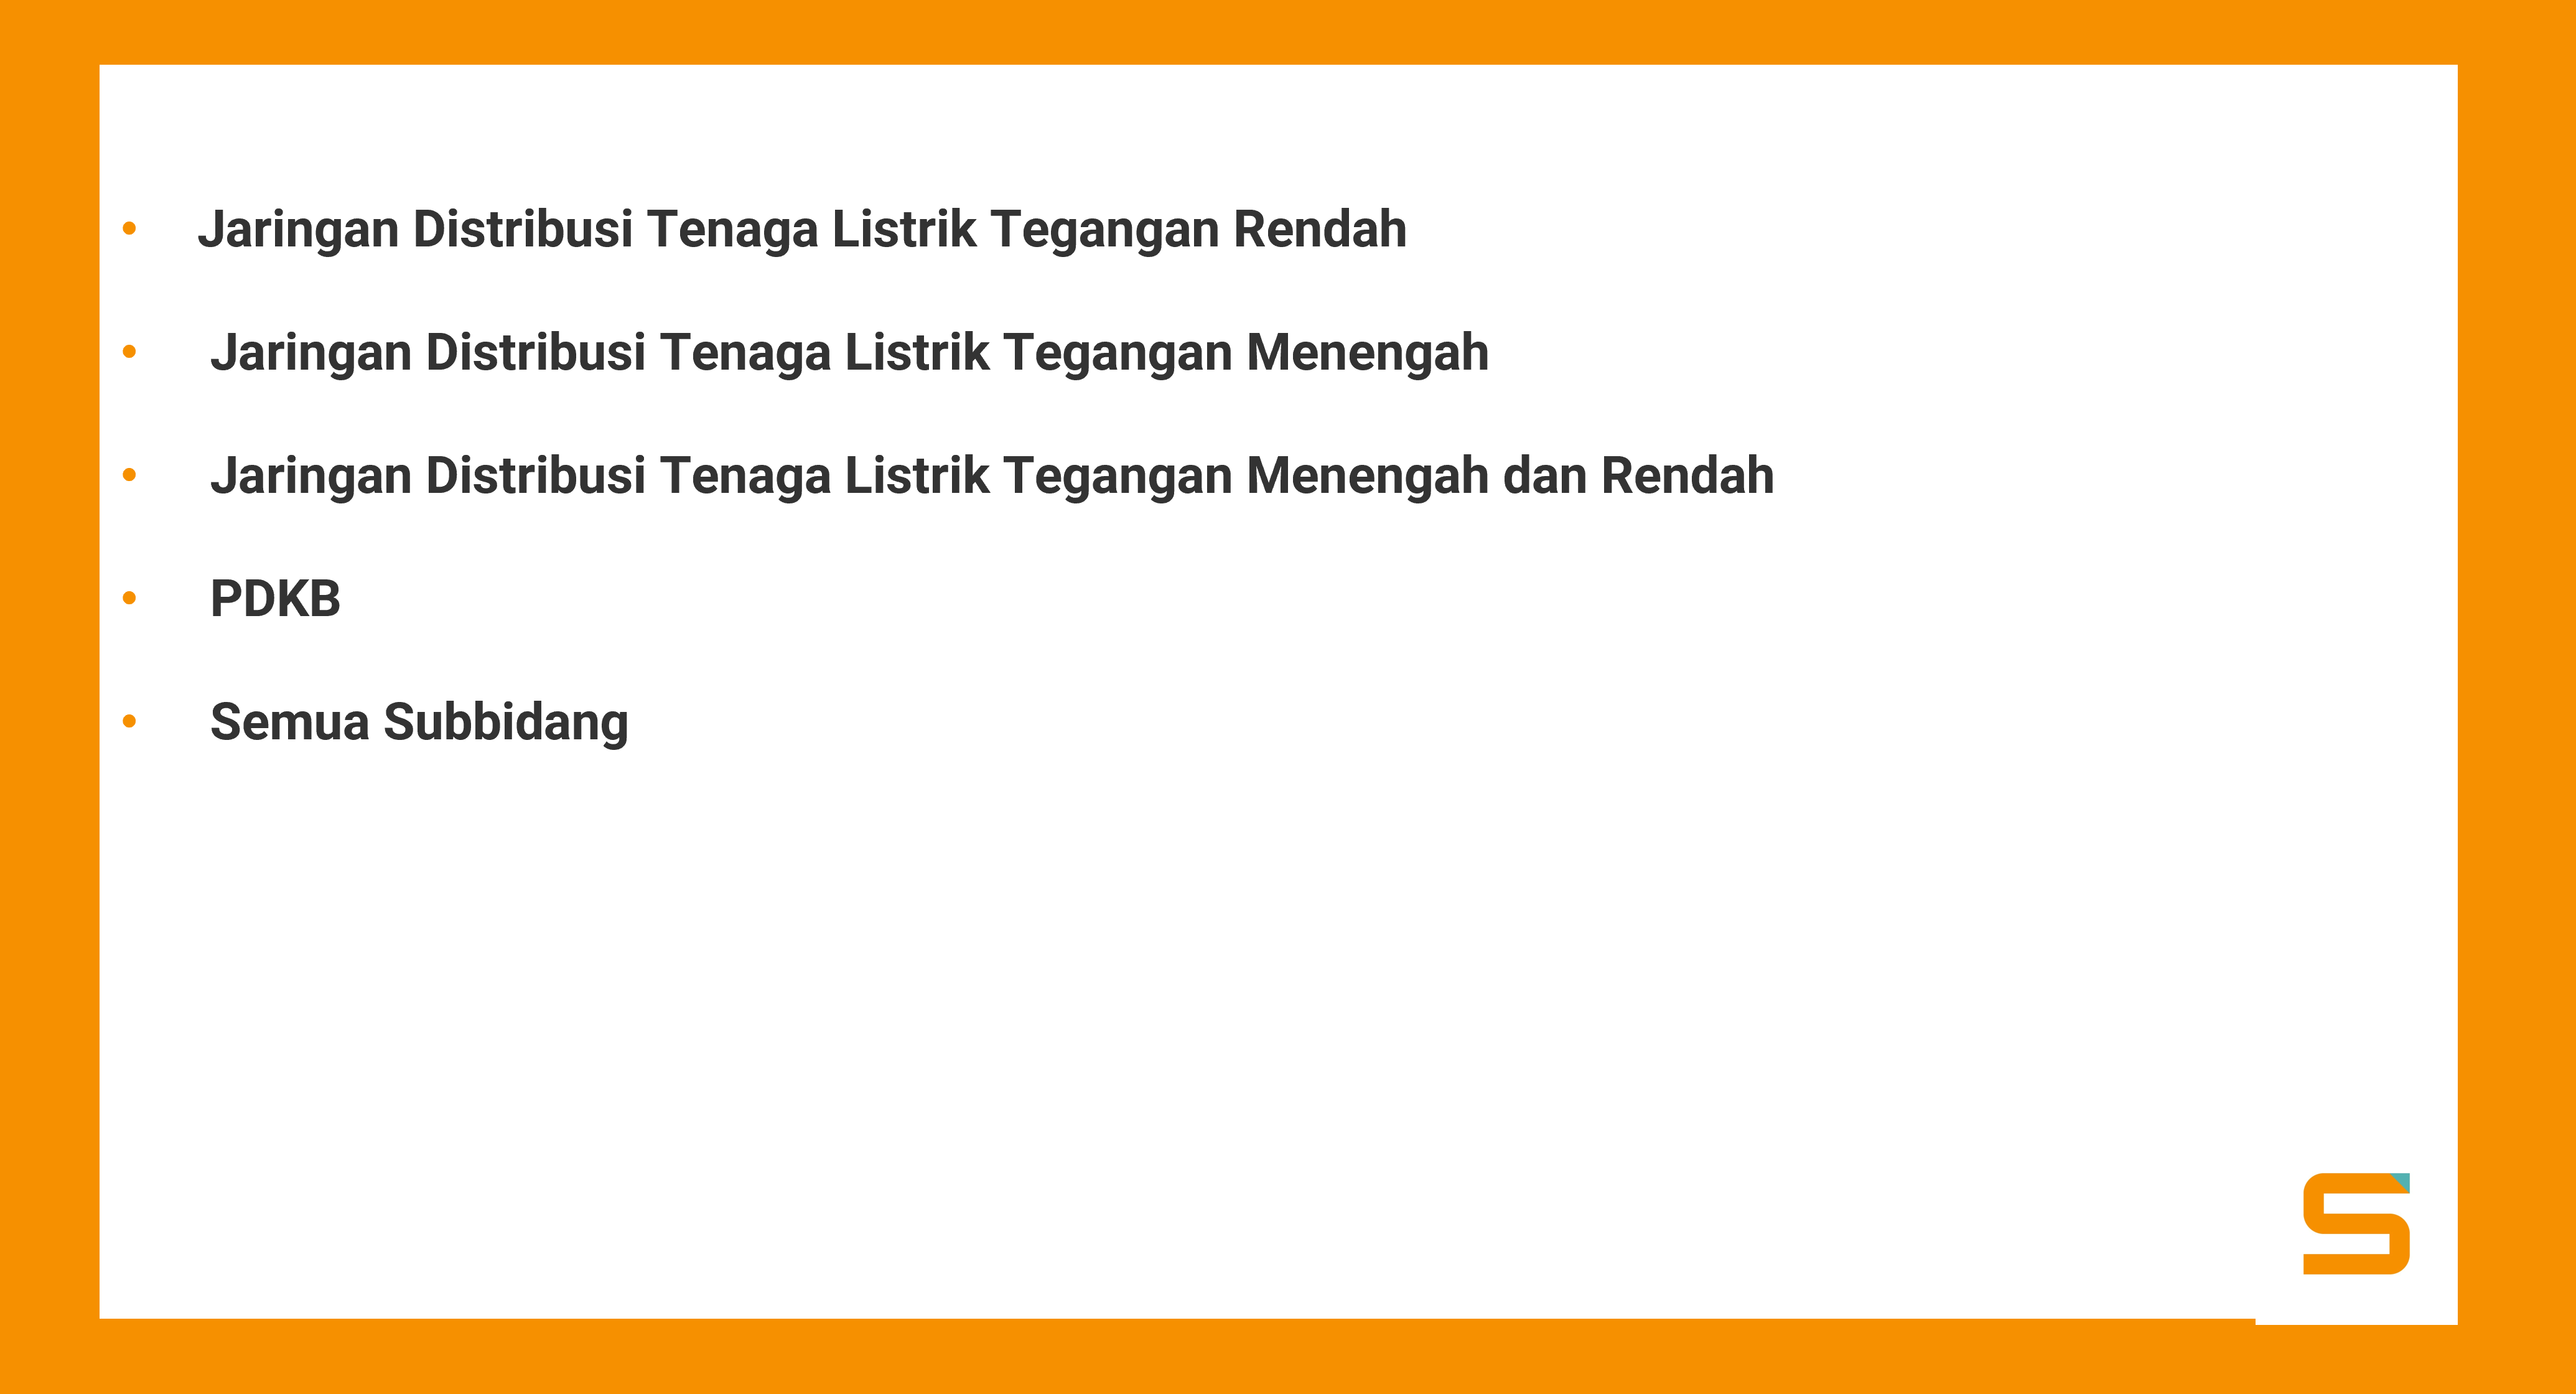 • Jaringan Distribusi Tenaga Listrik Tegangan Rendah
• Jaringan Distribusi Tenaga Listrik Tegangan Menengah
• Jaringan Distribusi Tenaga Listrik Tegangan Menengah dan Rendah
• PDKB
• Semua Subbidang
S